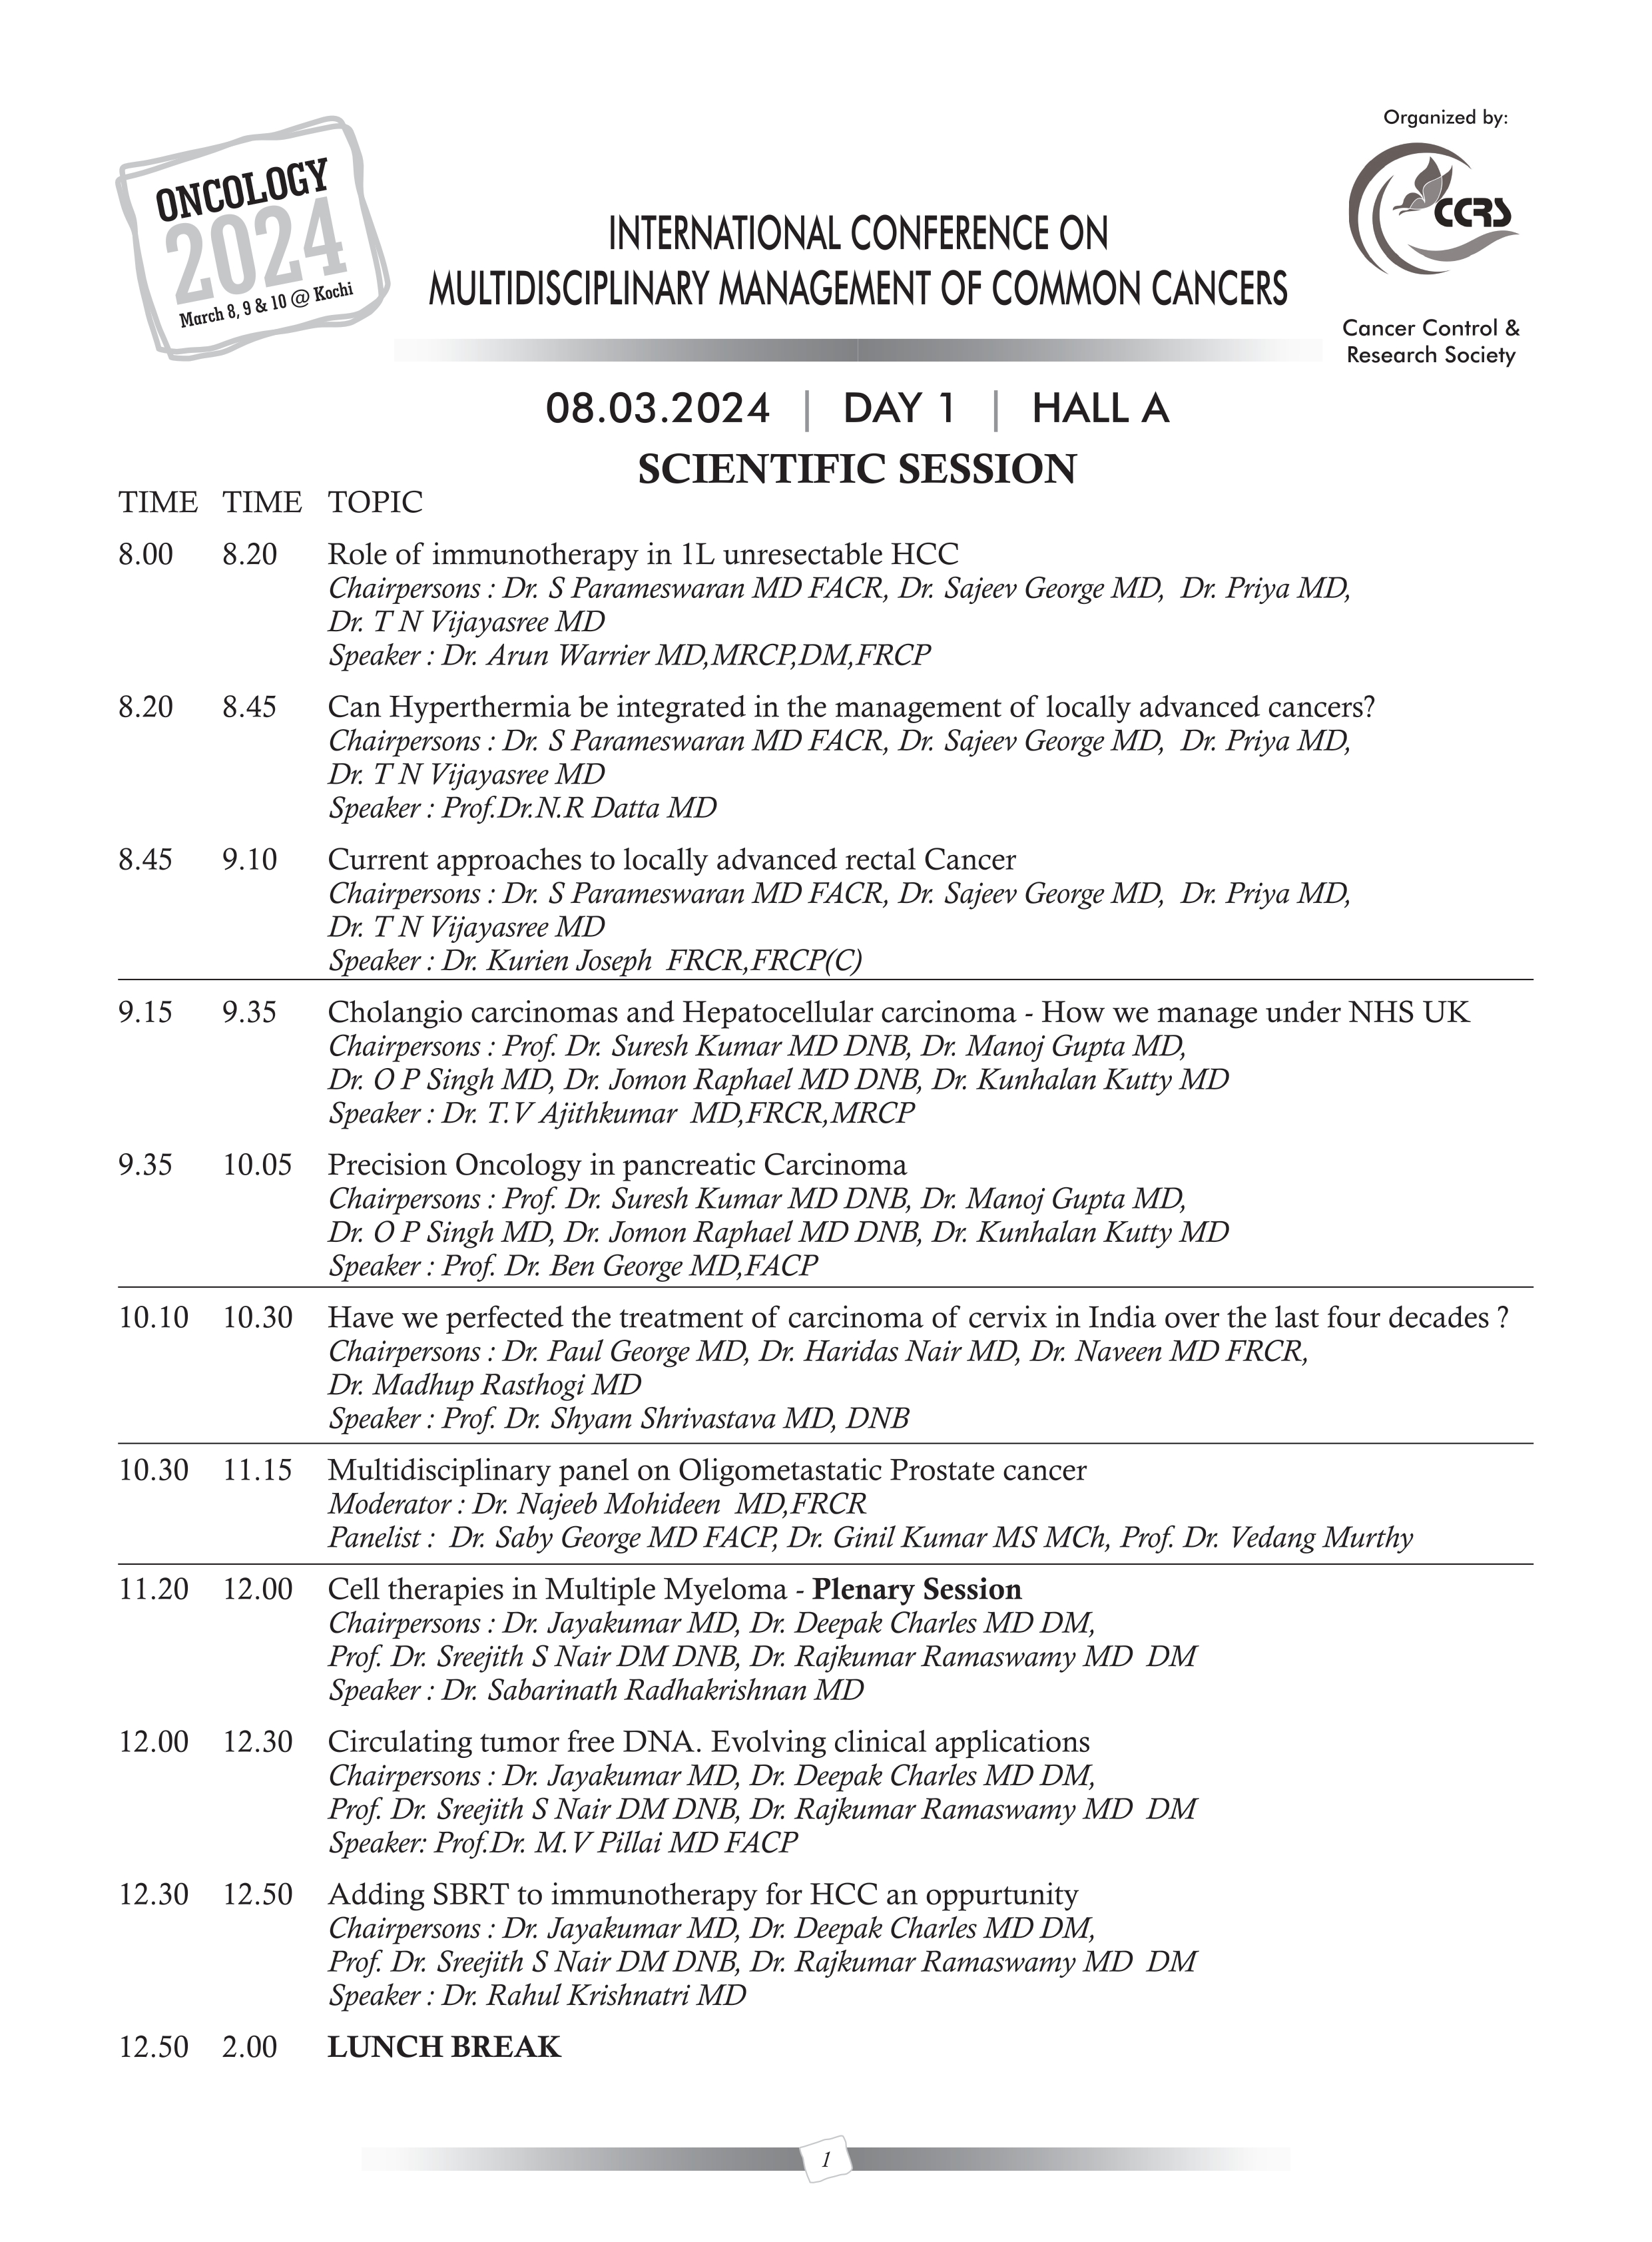 ONCOLOGY
2024
March 8, 9 & 10 @ Kochi
INTERNATIONAL CONFERENCE ON
MULTIDISCIPLINARY MANAGEMENT OF COMMON CANCERS
Organized by:
CCRS
Cancer Control &
Research Society
08.03.2024 | DAY 1 | HALL A
SCIENTIFIC SESSION
TIME TIME TOPIC
8.00 8.20 Role of immunotherapy in 1L unresectable HCC
Chairpersons : Dr. S Parameswaran MD FACR, Dr. Sajeev George MD, Dr. Priya MD,
Dr. T N Vijayasree MD
Speaker : Dr. Arun Warrier MD,MRCP,DM,FRCP
8.20 8.45 Can Hyperthermia be integrated in the management of locally advanced cancers?
Chairpersons : Dr. S Parameswaran MD FACR, Dr. Sajeev George MD, Dr. Priya MD,
Dr. T N Vijayasree MD
Speaker : Prof.Dr.N.R Datta MD
8.45 9.10 Current approaches to locally advanced rectal Cancer
Chairpersons : Dr. S Parameswaran MD FACR, Dr. Sajeev George MD, Dr. Priya MD,
Dr. T N Vijayasree MD
Speaker : Dr. Kurien Joseph FRCR,FRCP(C)
9.15 9.35 Cholangio carcinomas and Hepatocellular carcinoma - How we manage under NHS UK
Chairpersons : Prof. Dr. Suresh Kumar MD DNB, Dr. Manoj Gupta MD,
Dr. O P Singh MD, Dr. Jomon Raphael MD DNB, Dr. Kunhalan Kutty MD
Speaker : Dr. T.V Ajithkumar MD,FRCR,MRCP
9.35 10.05 Precision Oncology in pancreatic Carcinoma
Chairpersons : Prof. Dr. Suresh Kumar MD DNB, Dr. Manoj Gupta MD,
Dr. O P Singh MD, Dr. Jomon Raphael MD DNB, Dr. Kunhalan Kutty MD
Speaker : Prof. Dr. Ben George MD,FACP
10.10 10.30 Have we perfected the treatment of carcinoma of cervix in India over the last four decades ?
Chairpersons : Dr. Paul George MD, Dr. Haridas Nair MD, Dr. Naveen MD FRCR,
Dr. Madhup Rasthogi MD
Speaker : Prof. Dr. Shyam Shrivastava MD, DNB
10.30 11.15 Multidisciplinary panel on Oligometastatic Prostate cancer
Moderator : Dr. Najeeb Mohideen MD,FRCR
Panelist : Dr. Saby George MD FACP, Dr. Ginil Kumar MS MCh, Prof. Dr. Vedang Murthy
11.20 12.00 Cell therapies in Multiple Myeloma - Plenary Session
Chairpersons : Dr. Jayakumar MD, Dr. Deepak Charles MD DM,
Prof. Dr. Sreejith S Nair DM DNB, Dr. Rajkumar Ramaswamy MD DM
Speaker : Dr. Sabarinath Radhakrishnan MD
12.00 12.30 Circulating tumor free DNA. Evolving clinical applications
Chairpersons : Dr. Jayakumar MD, Dr. Deepak Charles MD DM,
Prof. Dr. Sreejith S Nair DM DNB, Dr. Rajkumar Ramaswamy MD DM
Speaker: Prof.Dr. M.V Pillai MD FACP
12.30 12.50 Adding SBRT to immunotherapy for HCC an oppurtunity
Chairpersons : Dr. Jayakumar MD, Dr. Deepak Charles MD DM,
Prof. Dr. Sreejith S Nair DM DNB, Dr. Rajkumar Ramaswamy MD DM
Speaker : Dr. Rahul Krishnatri MD
12.50 2.00 LUNCH BREAK
1